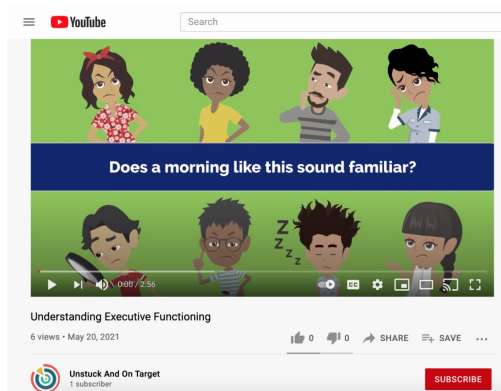 YouTube
Search
Does a morning like this sound familiar?
Z
Z
Z
Z
0:00 / 2:56
CC
Understanding Executive Functioning
6 views • May 20, 2021
0
0
SHARE
SAVE
Unstuck And On Target
1 subscriber
SUBSCRIBE